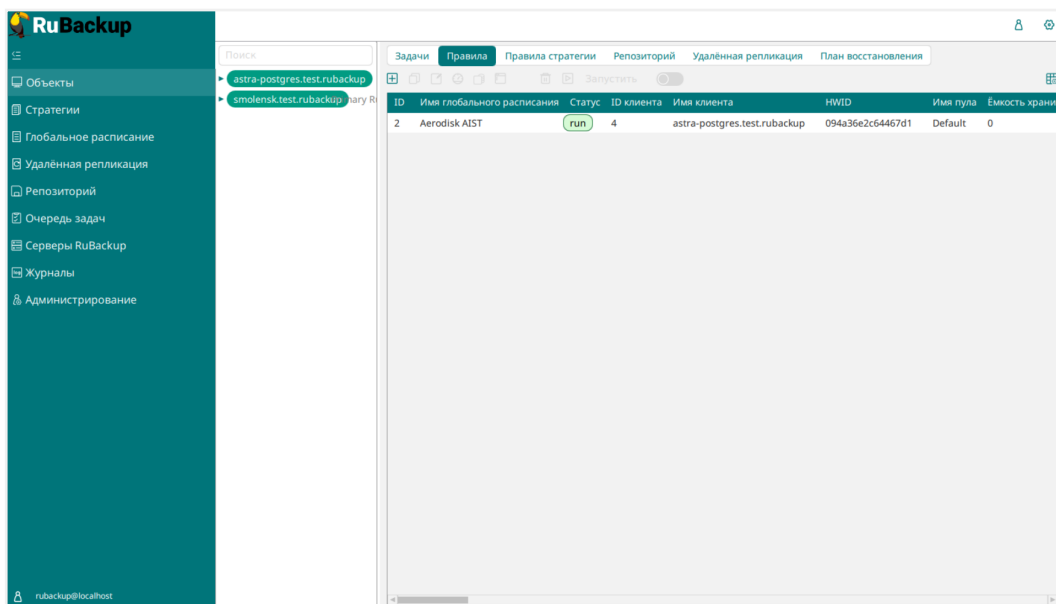 RuBackup
Объекты
Стратегии
Глобальное расписание
Удалённая репликация
Репозиторий
Очередь задач
Серверы RuBackup
Журналы
Администрирование
rubackup@localhost
Поиск
astra-postgres.test.rubackup
smolensk.test.rubackup
Задачи Правила Правила стратегии Репозиторий Удалённая репликация План восстановления
Запустить
ID Имя глобального расписания Статус ID клиента Имя клиента HWID Имя пула Ёмкость храни
2 Aerodisk AIST run 4 astra-postgres.test.rubackup 094a36e2c64467d1 Default 0